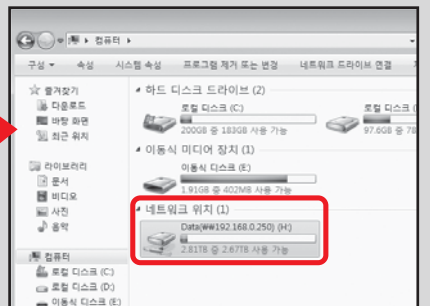 컴퓨터
구성 속성 시스템 속성 프로그램 제거 또는 변경 네트워크 드라이브 연결
즐겨찾기
다운로드
바탕 화면
최근 위치
라이브러리
문서
비디오
사진
음악
컴퓨터
로컬 디스크 (C:)
로컬 디스크 (D:)
이동식 디스크 (E)
하드 디스크 드라이브 (2)
로컬 디스크 (C:)
200GB 중 183GB 사용 가능
로컬 디스크 (
97.6GB 중 78
이동식 미디어 장치 (1)
이동식 디스크 (E:)
1.91GB 중 402MB 사용 가능
네트워크 위치 (1)
Data(₩₩192.168.0.250) (H:)
2.81TB 중 2.67TB 사용 가능